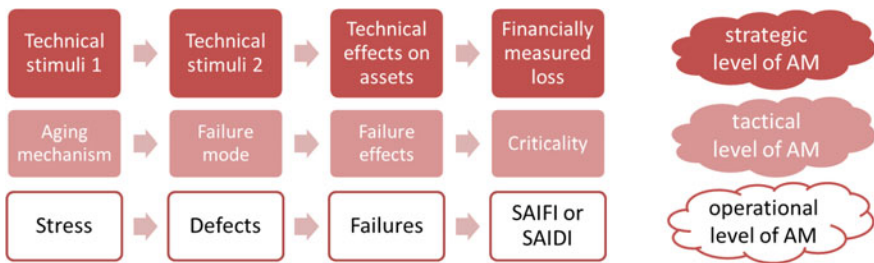 Technical
stimuli 1
Technical
stimuli 2
Technical
effects on
assets
Financially
measured
loss
strategic
level of AM
Aging
mechanism
Failure
mode
Failure
effects
Criticality
tactical
level of AM
Stress
Defects
Failures
SAIFI or
SAIDI
operational
level of AM